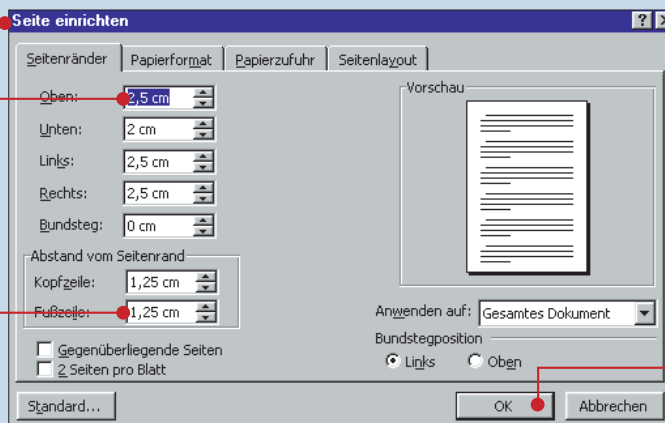 Seite einrichten
Seitenränder Papierformat Papierzufuhr Seitenlayout
Oben: 2,5 cm
Unten: 2 cm
Links: 2,5 cm
Rechts: 2,5 cm
Bundsteg: 0 cm
Abstand vom Seitenrand
Kopfzeile: 1,25 cm
Fußzeile: 1,25 cm
Gegenüberliegende Seiten
2 Seiten pro Blatt
Vorschau
Anwenden auf: Gesamtes Dokument
Bundstegposition
Links Oben
Standard... OK Abbrechen